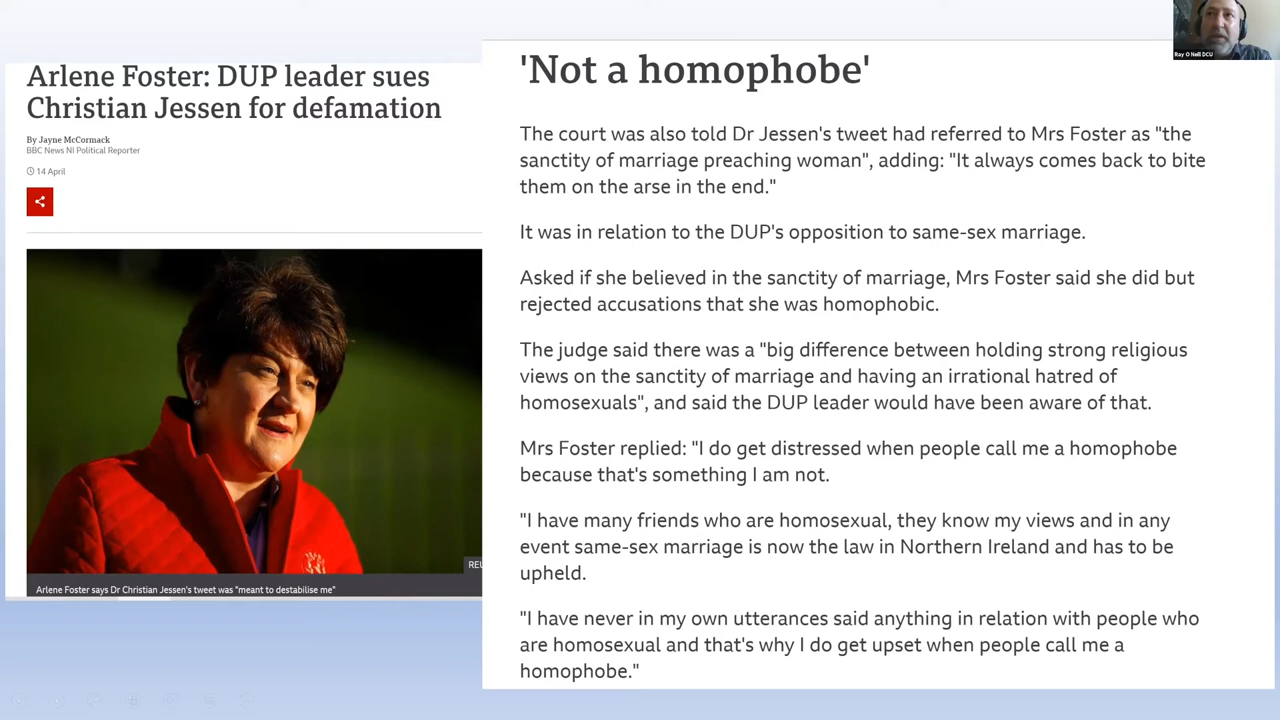 Arlene Foster: DUP leader sues
Christian Jessen for defamation
By Jayne McCormack
BBC News NI Political Reporter
14 April
REU
Arlene Foster says Dr Christian Jessen's tweet was "meant to destabilise me"
'Not a homophobe'
The court was also told Dr Jessen's tweet had referred to Mrs Foster as "the
sanctity of marriage preaching woman", adding: "It always comes back to bite
them on the arse in the end."
It was in relation to the DUP's opposition to same-sex marriage.
Asked if she believed in the sanctity of marriage, Mrs Foster said she did but
rejected accusations that she was homophobic.
The judge said there was a "big difference between holding strong religious
views on the sanctity of marriage and having an irrational hatred of
homosexuals", and said the DUP leader would have been aware of that.
Mrs Foster replied: "I do get distressed when people call me a homophobe
because that's something I am not.
"I have many friends who are homosexual, they know my views and in any
event same-sex marriage is now the law in Northern Ireland and has to be
upheld.
"I have never in my own utterances said anything in relation with people who
are homosexual and that's why I do get upset when people call me a
homophobe."
Ray O Neill DCU